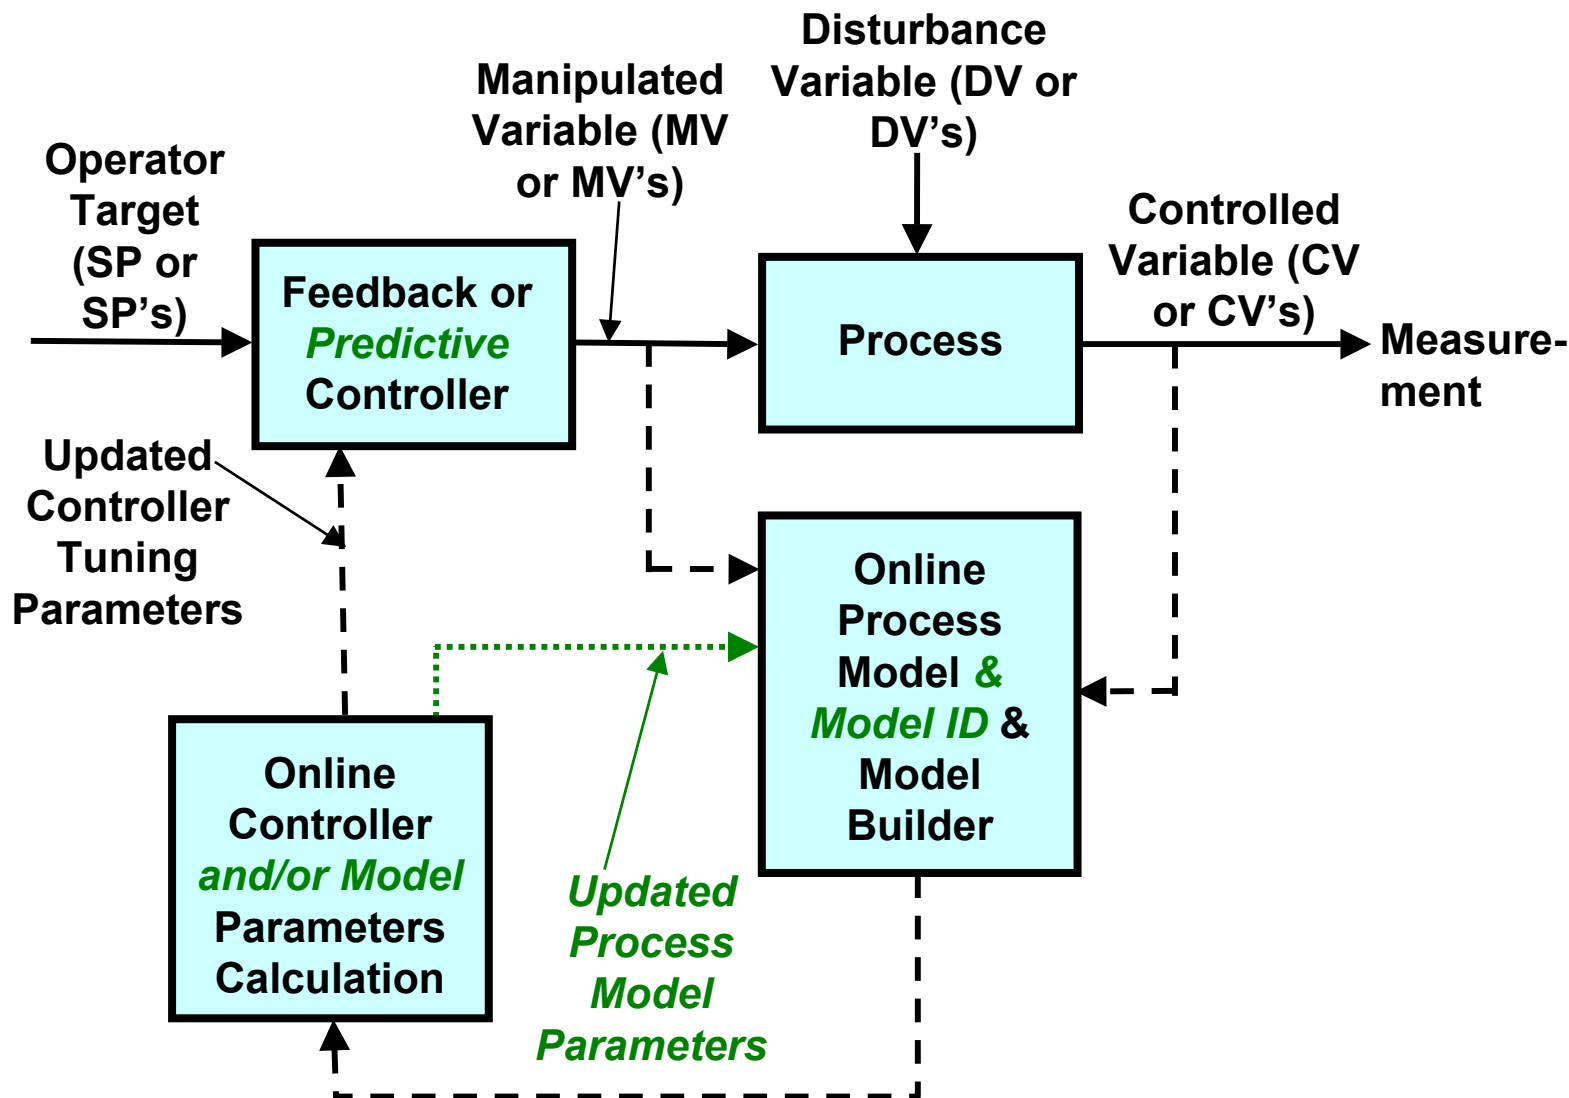 Disturbance
Variable (DV or
DV’s)
Manipulated
Variable (MV
or MV’s)
Operator
Target
(SP or
SP’s)
Controlled
Variable (CV
or CV’s)
Feedback or
Predictive
Controller
Process
Measure-
ment
Updated
Controller
Tuning
Parameters
Online
Process
Model &
Model ID &
Model
Builder
Online
Controller
and/or Model
Parameters
Calculation
Updated
Process
Model
Parameters